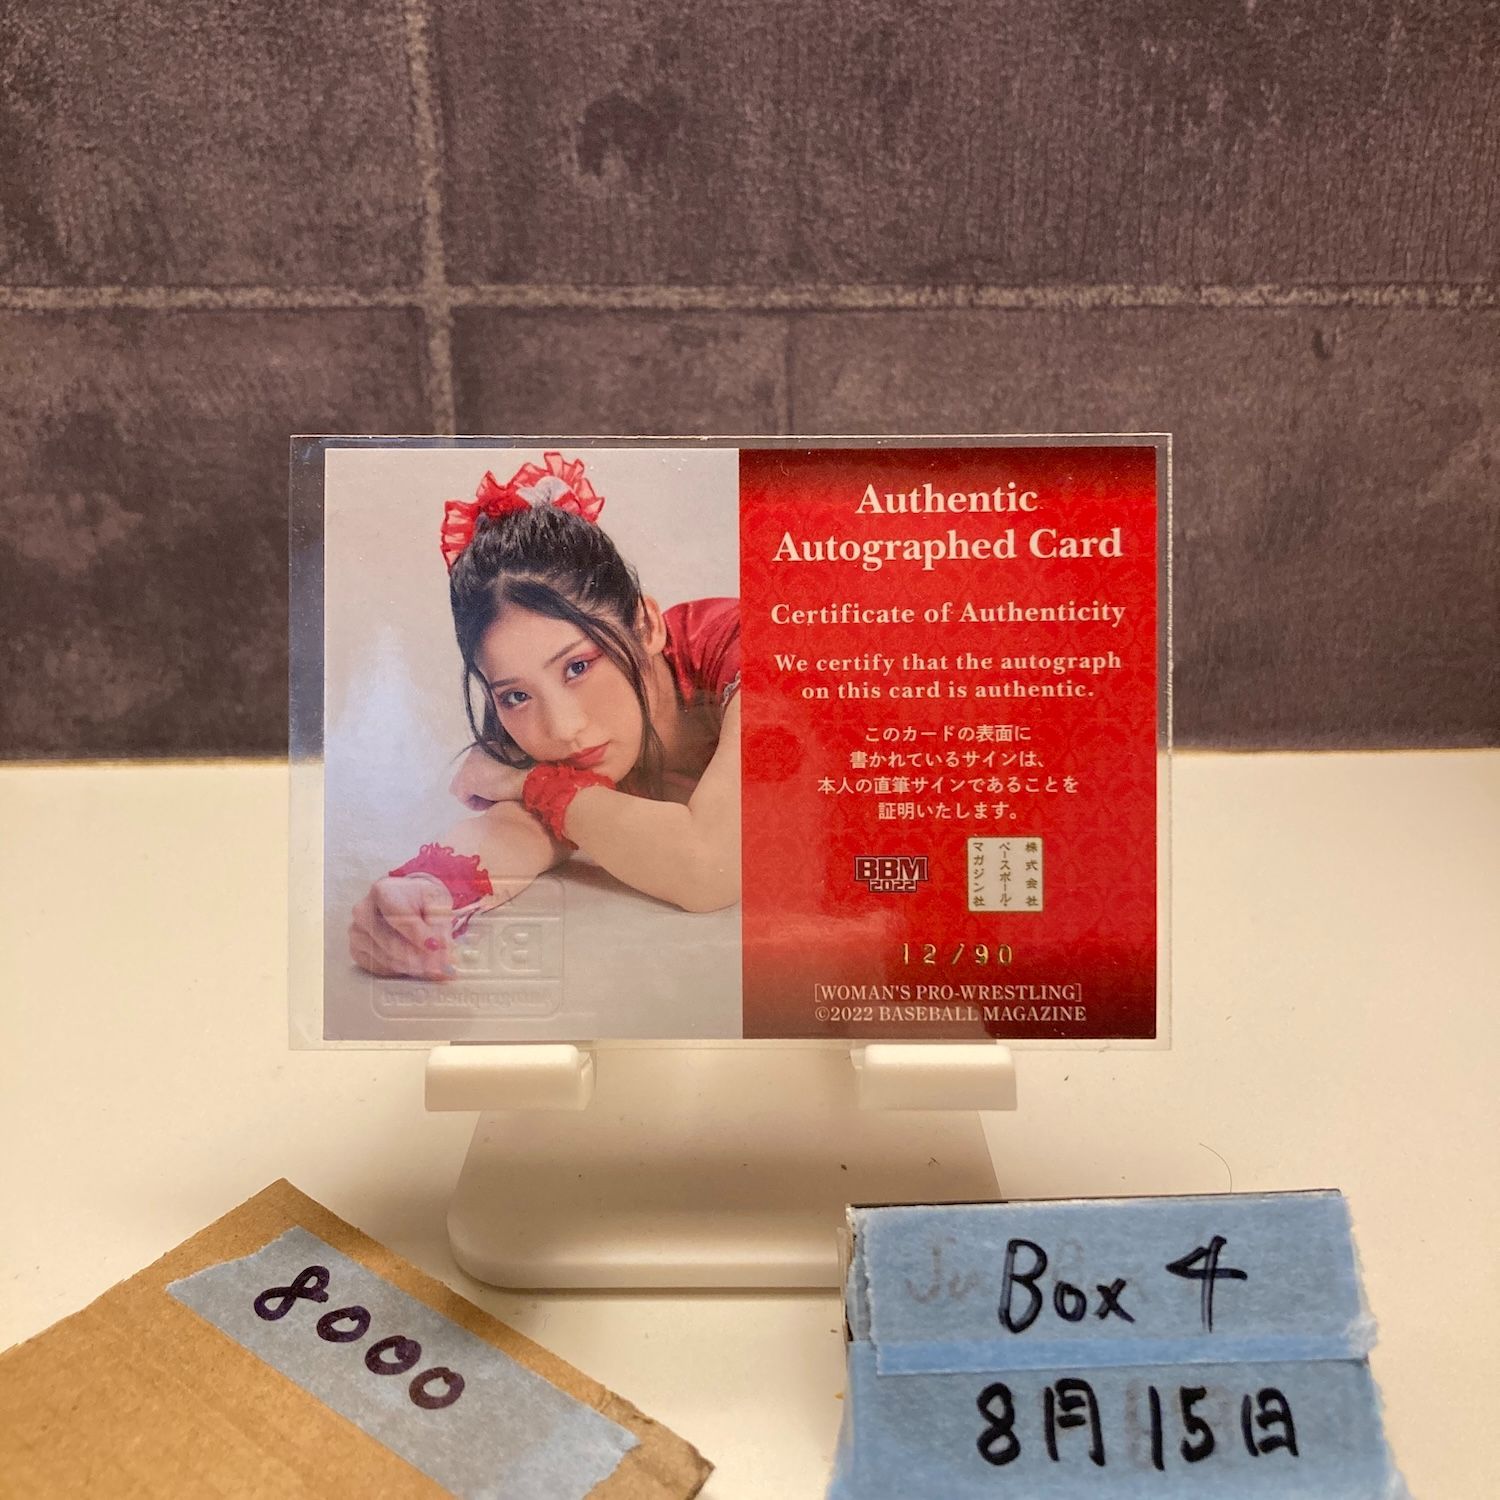 Authentic
Autographed Card
Certificate of Authenticity
We certify that the autograph
on this card is authentic.
このカードの表面に
書かれているサインは、
本人の直筆サインであることを
証明いたします。
BBM
2022
株式会社
ベースボール・
マガジン社
12/90
[WOMAN'S PRO-WRESTLING]
©2022 BASEBALL MAGAZINE
8000
Box 4
8月15日